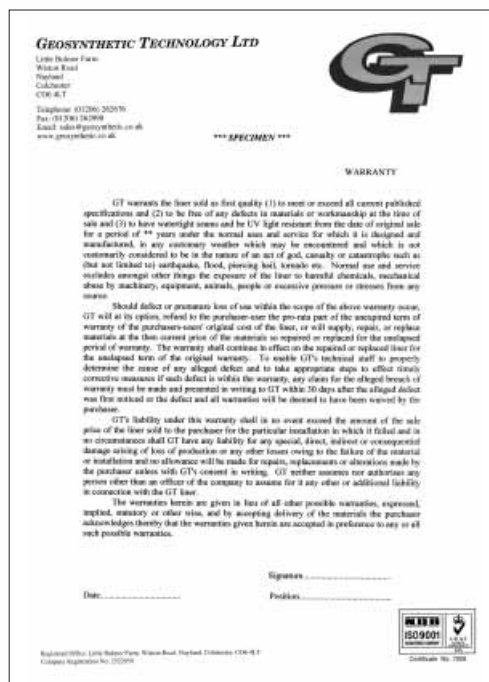 GEOSYNTHETIC TECHNOLOGY LTD
GT
Little Bulmer Farm
Wiston Road
Nayland
Colchester
CO6 4LT
Telephone: (01206) 262676
Fax: (01206) 262998
Email: sales@geosynthetic.co.uk
www.geosynthetic.co.uk
*** SPECIMEN ***
WARRANTY
GT warrants the liner sold as first quality (1) to meet or exceed all current published
specifications and (2) to be free of any defects in materials or workmanship at the time of
sale and (3) to have watertight seams and be UV light resistant from the date of original sale
for a period of ** years under the normal uses and service for which it is designed and
manufactured, in any customary weather which may be encountered and which is not
customarily considered to be in the nature of an act of god, casualty or catastrophe such as
(but not limited to) earthquake, flood, piercing hail, tornado etc. Normal use and service
excludes amongst other things the exposure of the liner to harmful chemicals, mechanical
abuse by machinery, equipment, animals, people or excessive pressure or stresses from any
source.
Should defect or premature loss of use within the scope of the above warranty occur,
GT will at its option, refund to the purchaser-user the pro-rata part of the unexpired term of
warranty of the purchasers-users' original cost of the liner, or will supply, repair, or replace
materials at the then current price of the materials so repaired or replaced for the unelapsed
period of warranty. The warranty shall continue in effect on the repaired or replaced liner for
the unelapsed term of the original warranty. To enable GT's technical staff to properly
determine the cause of any alleged defect and to take appropriate steps to effect timely
corrective measures if such defect is within the warranty, any claim for the alleged breach of
warranty must be made and presented in writing to GT within 30 days after the alleged defect
was first noticed or the defect and all warranties will be deemed to have been waived by the
purchaser.
GT's liability under this warranty shall in no event exceed the amount of the sale
price of the liner sold to the purchaser for the particular installation in which it failed and in
no circumstances shall GT have any liability for any special, direct, indirect or consequential
damage arising of loss of production or any other losses owing to the failure of the material
or installation and no allowance will be made for repairs, replacements or alterations made by
the purchaser unless with GT's consent in writing. GT neither assumes nor authorises any
person other than an officer of the company to assume for it any other or additional liability
in connection with the GT liner.
The warranties herein are given in lieu of all other possible warranties, expressed,
implied, statutory or other wise, and by accepting delivery of the materials the purchaser
acknowledges thereby that the warranties given herein are accepted in preference to any or all
such possible warranties.
Signature
Date
Position
ISO9001
Registered Office: Little Bulmer Farm, Wiston Road, Nayland, Colchester, CO6 4LT
Company Registration No.
Certificate No.